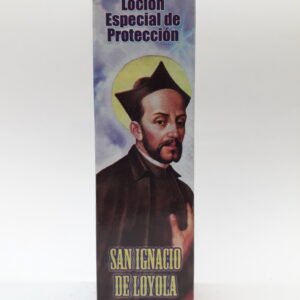 Loción
Especial de
Protección
SAN IGNACIO
DE LOYOLA